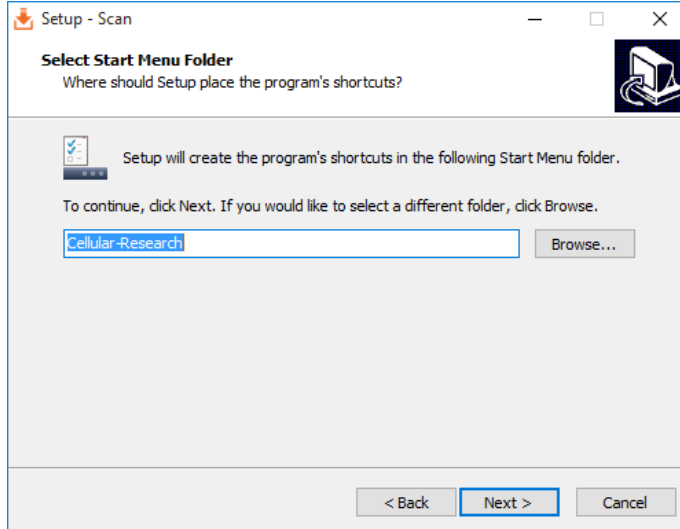 Setup - Scan
Select Start Menu Folder
Where should Setup place the program's shortcuts?
Setup will create the program's shortcuts in the following Start Menu folder.
To continue, click Next. If you would like to select a different folder, click Browse.
Cellular-Research
Browse...
< Back
Next >
Cancel